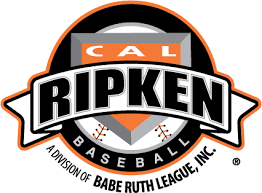 CAL
RIPKEN
BASEBALL
A DIVISION OF BABE RUTH LEAGUE, INC.
®